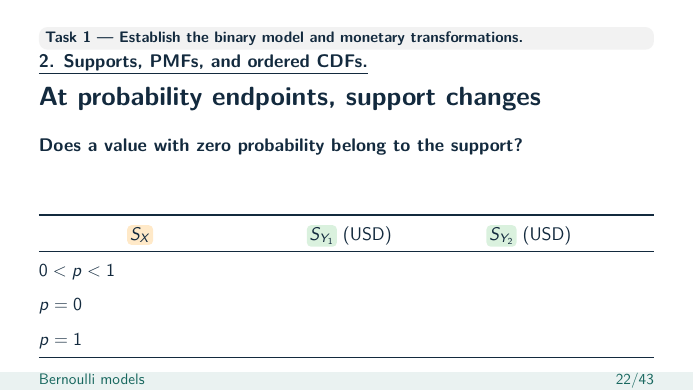 Task 1 — Establish the binary model and monetary transformations.
2. Supports, PMFs, and ordered CDFs.
At probability endpoints, support changes
Does a value with zero probability belong to the support?
S_X S_{Y_1} (USD) S_{Y_2} (USD)
0 < p < 1
p = 0
p = 1
Bernoulli models 22/43